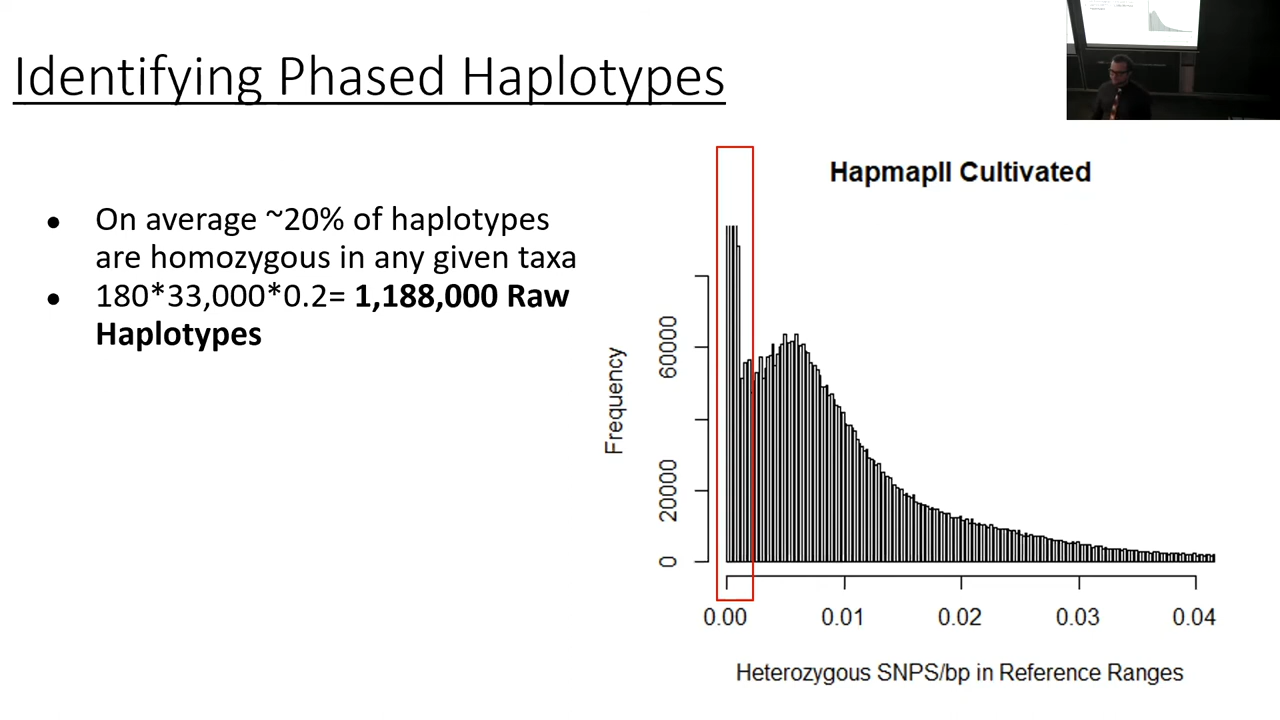 Identifying Phased Haplotypes
● On average ~20% of haplotypes
are homozygous in any given taxa
● 180*33,000*0.2= 1,188,000 Raw
Haplotypes
HapmapII Cultivated
Frequency
60000
20000
0
0.00 0.01 0.02 0.03 0.04
Heterozygous SNPS/bp in Reference Ranges